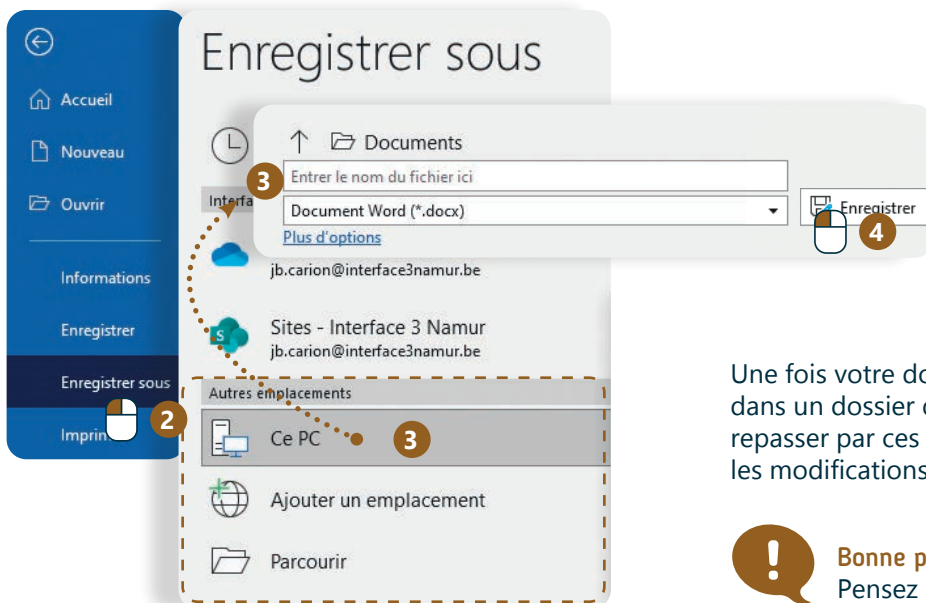 Accueil
Nouveau
Ouvrir
Informations
Enregistrer
Enregistrer sous
2
Enregistrer sous
Documents
3
Entrer le nom du fichier ici
Document Word (*.docx)
Plus d'options
Enregistrer
4
jb.carion@interface3namur.be
Sites - Interface 3 Namur
jb.carion@interface3namur.be
Autres emplacements
Ce PC
3
Ajouter un emplacement
Parcourir
Une fois votre
dans un dossier
repasser par ces
les modifications
!
Bonne
Pensez